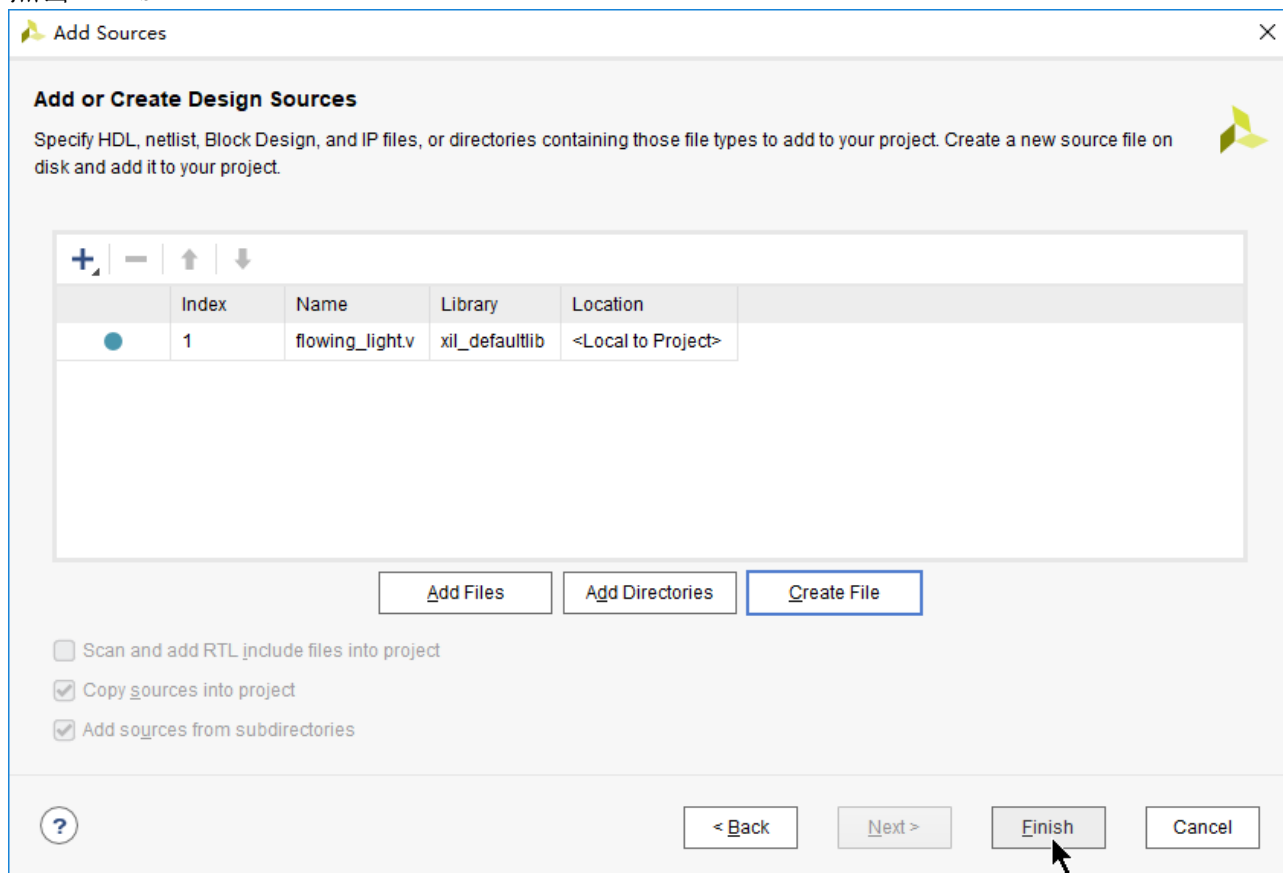 Add Sources
Add or Create Design Sources
Specify HDL, netlist, Block Design, and IP files, or directories containing those file types to add to your project. Create a new source file on
disk and add it to your project.
Index Name Library Location
1 flowing_light.v xil_defaultlib <Local to Project>
Add Files Add Directories Create File
Scan and add RTL include files into project
Copy sources into project
Add sources from subdirectories
? < Back Next > Finish Cancel